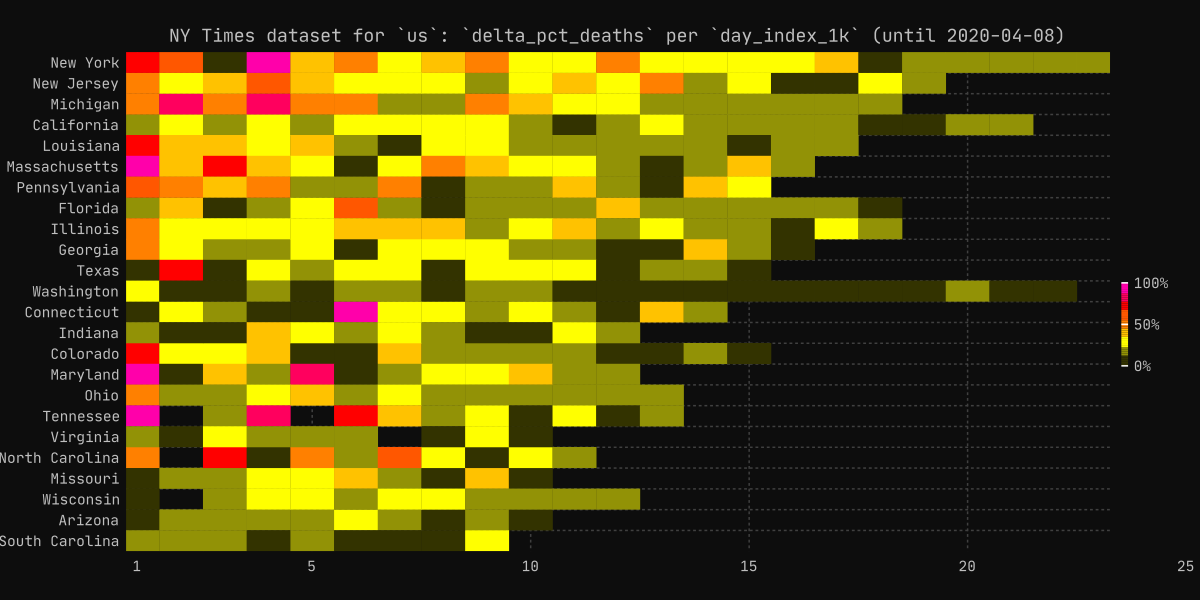 NY Times dataset for `us`: `delta_pct_deaths` per `day_index_1k` (until 2020-04-08)
New York
New Jersey
Michigan
California
Louisiana
Massachusetts
Pennsylvania
Florida
Illinois
Georgia
Texas
Washington
Connecticut
Indiana
Colorado
Maryland
Ohio
Tennessee
Virginia
North Carolina
Missouri
Wisconsin
Arizona
South Carolina
100%
50%
0%
1 5 10 15 20 25